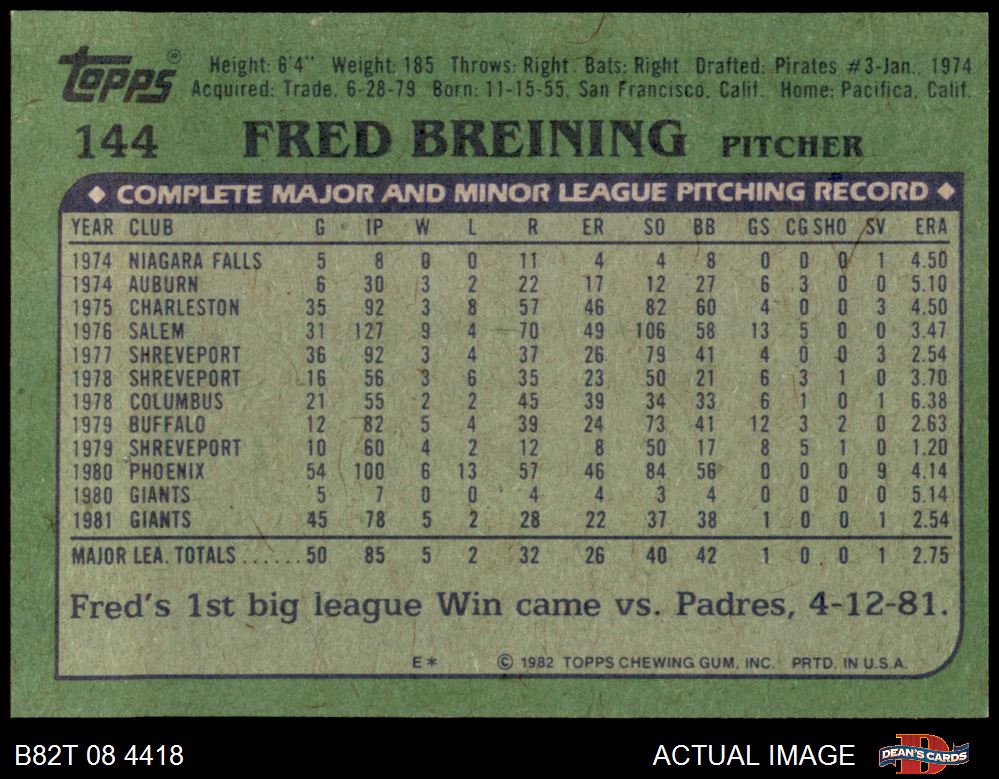 Topps® Height: 6'4" Weight: 185 Throws: Right Bats: Right Drafted: Pirates #3-Jan., 1974
Acquired: Trade, 6-28-79 Born: 11-15-55, San Francisco, Calif. Home: Pacifica, Calif.
144 FRED BREINING PITCHER
◆ COMPLETE MAJOR AND MINOR LEAGUE PITCHING RECORD ◆
YEAR CLUB G IP W L R ER SO BB GS CG SHO SV ERA
1974 NIAGARA FALLS 5 8 0 0 11 4 4 8 0 0 0 1 4.50
1974 AUBURN 6 30 3 2 22 17 12 27 6 3 0 0 5.10
1975 CHARLESTON 35 92 3 8 57 46 82 60 4 0 0 3 4.50
1976 SALEM 31 127 9 4 70 49 106 58 13 5 0 0 3.47
1977 SHREVEPORT 36 92 3 4 37 26 79 41 4 0 0 3 2.54
1978 SHREVEPORT 16 56 3 6 35 23 50 21 6 3 1 0 3.70
1978 COLUMBUS 21 55 2 2 45 39 34 33 6 1 0 1 6.38
1979 BUFFALO 12 82 5 4 39 24 73 41 12 3 2 0 2.63
1979 SHREVEPORT 10 60 4 2 12 8 50 17 8 5 1 0 1.20
1980 PHOENIX 54 100 6 13 57 46 84 56 0 0 0 9 4.14
1980 GIANTS 5 7 0 0 4 4 3 4 0 0 0 0 5.14
1981 GIANTS 45 78 5 2 28 22 37 38 1 0 0 1 2.54
MAJOR LEA. TOTALS ...... 50 85 5 2 32 26 40 42 1 0 0 1 2.75
Fred's 1st big league Win came vs. Padres, 4-12-81.
E* © 1982 TOPPS CHEWING GUM, INC. PRTD. IN U.S.A.
B82T 08 4418 ACTUAL IMAGE DEAN'S CARDS